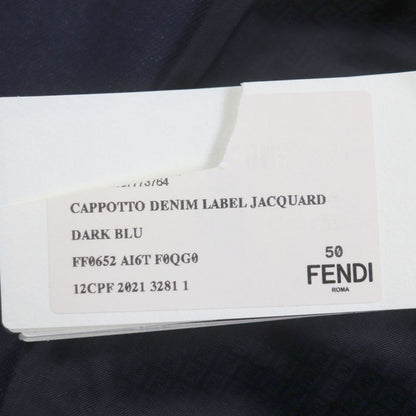 CAPPOTTO DENIM LABEL JACQUARD
DARK BLU
FF0652 AI6T F0QG0
12CPF 2021 3281 1
50
FENDI
ROMA